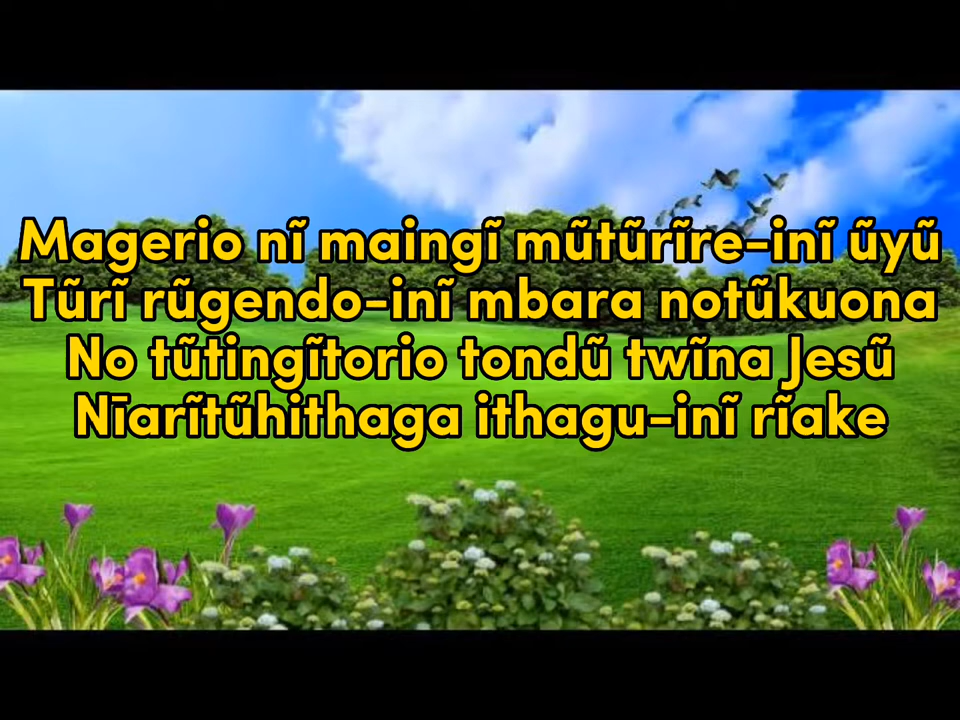 Magerio nĩ maingĩ mũtũrĩre-inĩ ũyũ
Tũrĩ rũgendo-inĩ mbara notũkuona
No tũtingĩtorio tondũ twĩna Jesũ
Nīarĩtũhithaga ithagu-inĩ rĩake